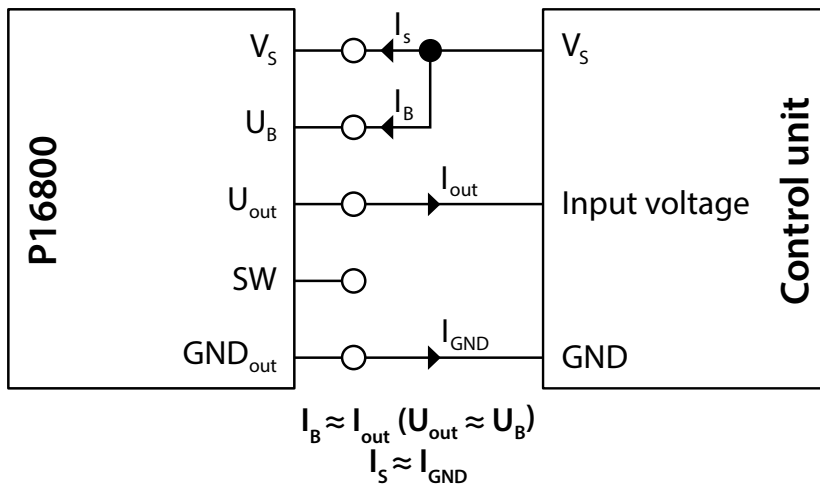 P16800
V_S
U_B
U_out
SW
GND_out
I_s
I_B
I_out
I_GND
V_S
Input voltage
GND
Control unit
I_B ≈ I_out (U_out ≈ U_B)
I_S ≈ I_GND